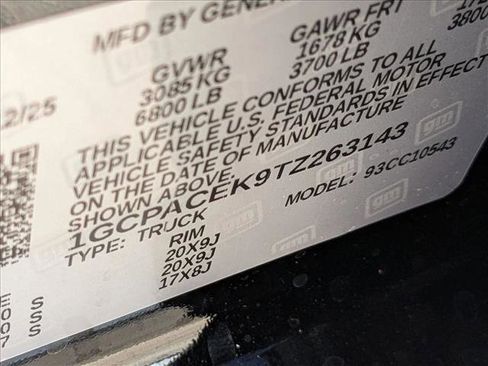 MFD BY GENER
GVWR
3085 KG
6800 LB
GAWR FRT
1678 KG
3700 LB
2/25
THIS VEHICLE CONFORMS TO ALL
APPLICABLE U.S. FEDERAL MOTOR
VEHICLE SAFETY STANDARDS IN EFFECT
ON THE DATE OF MANUFACTURE
SHOWN ABOVE.
1GCPACEK9TZ263143
TYPE: TRUCK
MODEL: 93CC10543
RIM
20X9J
20X9J
17X8J
gm